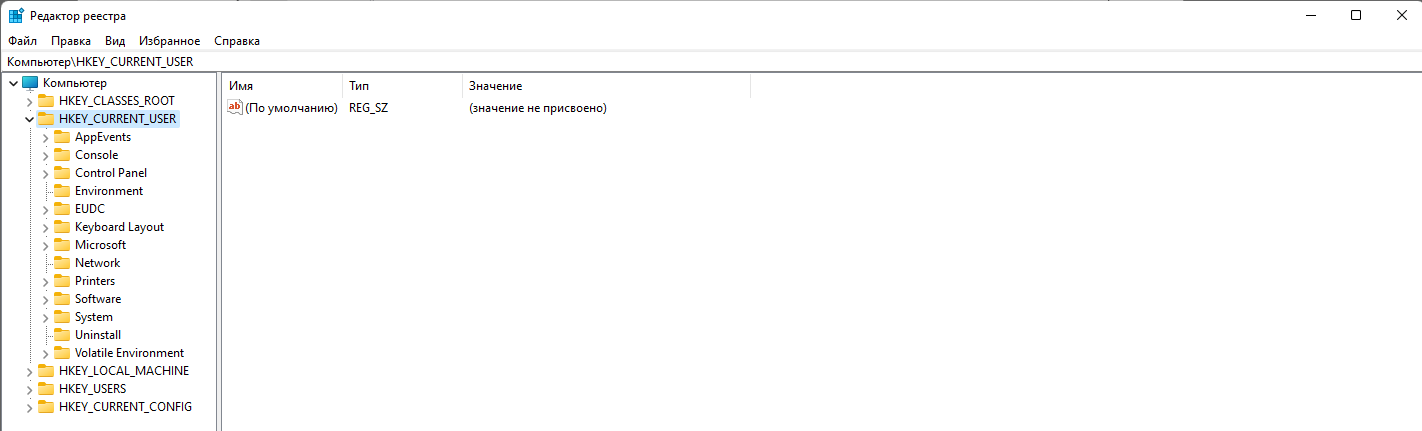 Редактор реестра
Файл Правка Вид Избранное Справка
Компьютер\HKEY_CURRENT_USER
Компьютер
HKEY_CLASSES_ROOT
HKEY_CURRENT_USER
AppEvents
Console
Control Panel
Environment
EUDC
Keyboard Layout
Microsoft
Network
Printers
Software
System
Uninstall
Volatile Environment
HKEY_LOCAL_MACHINE
HKEY_USERS
HKEY_CURRENT_CONFIG
Имя Тип Значение
ab (По умолчанию) REG_SZ (значение не присвоено)